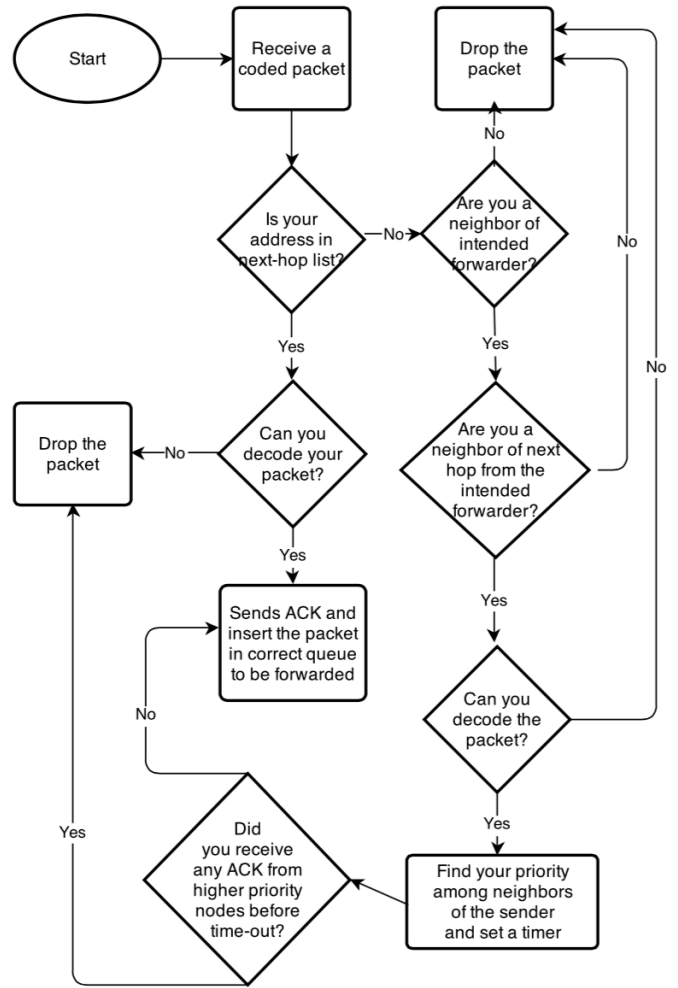 Start
Receive a
coded packet
Drop the
packet
No
Is your
address in
next-hop list?
No
Are you a
neighbor of
intended
forwarder?
No
Yes
Yes
No
Drop the
packet
No
Can you
decode your
packet?
Are you a
neighbor of next
hop from the
intended
forwarder?
Yes
Yes
Sends ACK and
insert the packet
in correct queue
to be forwarded
No
Can you
decode the
packet?
Yes
Yes
Did
you receive
any ACK from
higher priority
nodes before
time-out?
Find your priority
among neighbors
of the sender
and set a timer